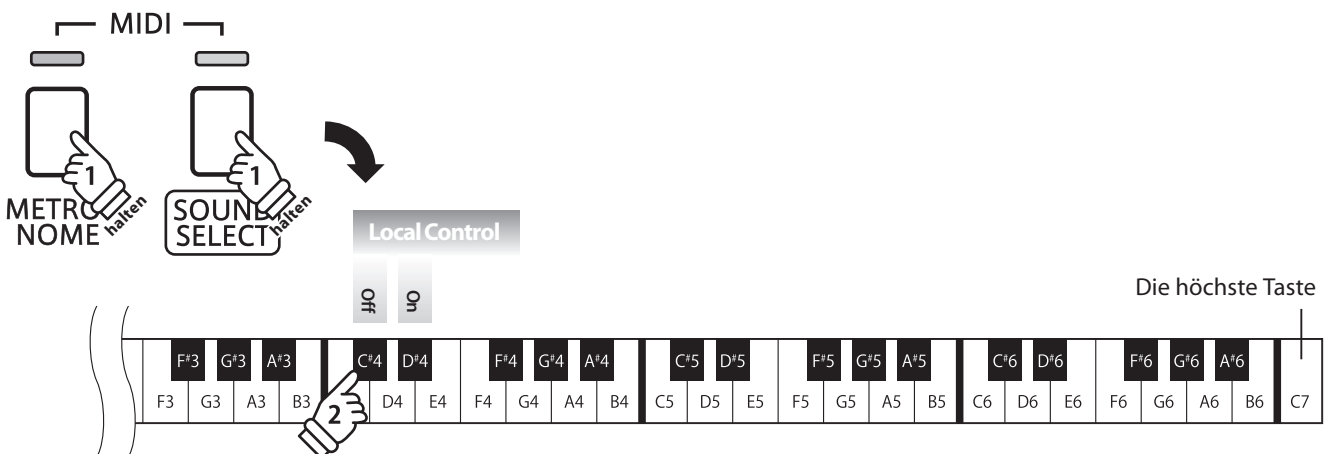 MIDI
1
1
METRO
NOME
halten
SOUND
SELECT
halten
Local Control
Off
On
Die höchste Taste
F#3 G#3 A#3 C#4 D#4 F#4 G#4 A#4 C#5 D#5 F#5 G#5 A#5 C#6 D#6 F#6 G#6 A#6
F3 G3 A3 B3 D4 E4 F4 G4 A4 B4 C5 D5 E5 F5 G5 A5 B5 C6 D6 E6 F6 G6 A6 B6 C7
2